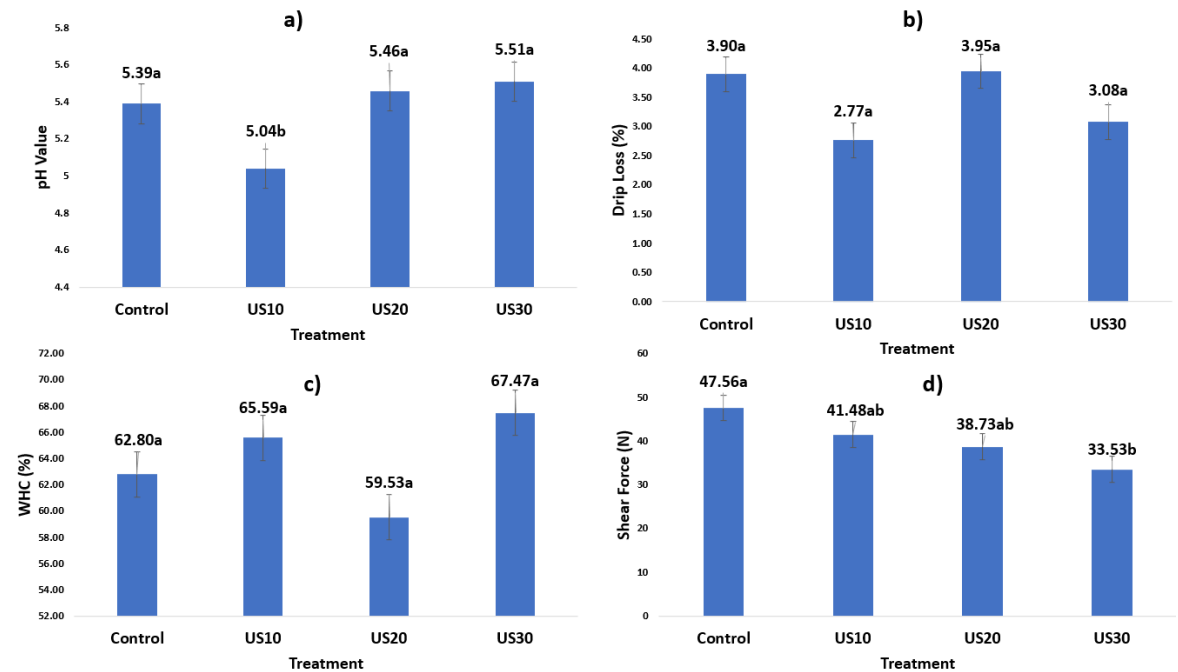 a)
5.8
5.6
5.4
5.2
5
4.8
4.6
4.4
pH Value
5.39a
5.04b
5.46a
5.51a
Control US10 US20 US30
Treatment
b)
4.50
4.00
3.50
3.00
2.50
2.00
1.50
1.00
0.50
0.00
Drip Loss (%)
3.90a
2.77a
3.95a
3.08a
Control US10 US20 US30
Treatment
c)
72.00
70.00
68.00
66.00
64.00
62.00
60.00
58.00
56.00
54.00
52.00
WHC (%)
62.80a
65.59a
59.53a
67.47a
Control US10 US20 US30
Treatment
d)
60
50
40
30
20
10
0
Shear Force (N)
47.56a
41.48ab
38.73ab
33.53b
Control US10 US20 US30
Treatment